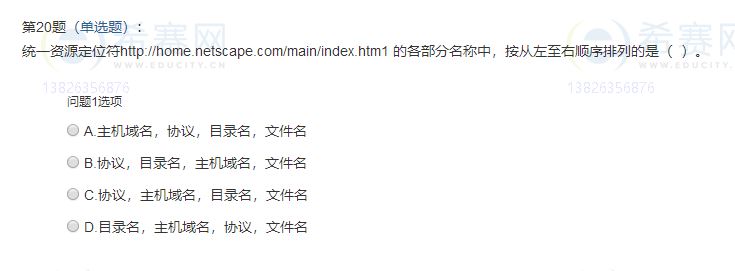 第20题（单选题）：
统一资源定位符http://home.netscape.com/main/index.htm1 的各部分名称中，按从左至右顺序排列的是（ ）。
希赛网
WWW.EDUCITY.CN
希赛网
WWW.EDUCITY.CN
13826356876
13826356876
问题1选项
A.主机域名，协议，目录名，文件名
B.协议，目录名，主机域名，文件名
C.协议，主机域名，目录名，文件名
D.目录名，主机域名，协议，文件名